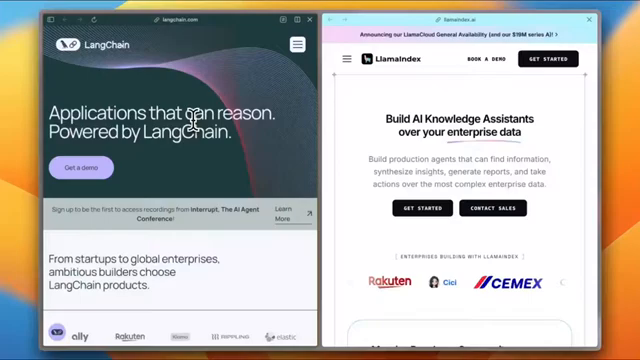 langchain.com
LangChain
Applications that can reason.
Powered by LangChain.
Get a demo
Sign up to be the first to access recordings from Interrupt, The AI Agent
Conference!
Learn
More
From startups to global enterprises,
ambitious builders choose
LangChain products.
ally
Rakuten
Klarna
RIPPLING
elastic
llamaindex.ai
Announcing our LlamaCloud General Availability (and our $19M series A)!
LlamaIndex
BOOK A DEMO
GET STARTED
Build AI Knowledge Assistants
over your enterprise data
Build production agents that can find information,
synthesize insights, generate reports, and take
actions over the most complex enterprise data.
GET STARTED
CONTACT SALES
ENTERPRISES BUILDING WITH LLAMAINDEX
Rakuten
Cici
CEMEX